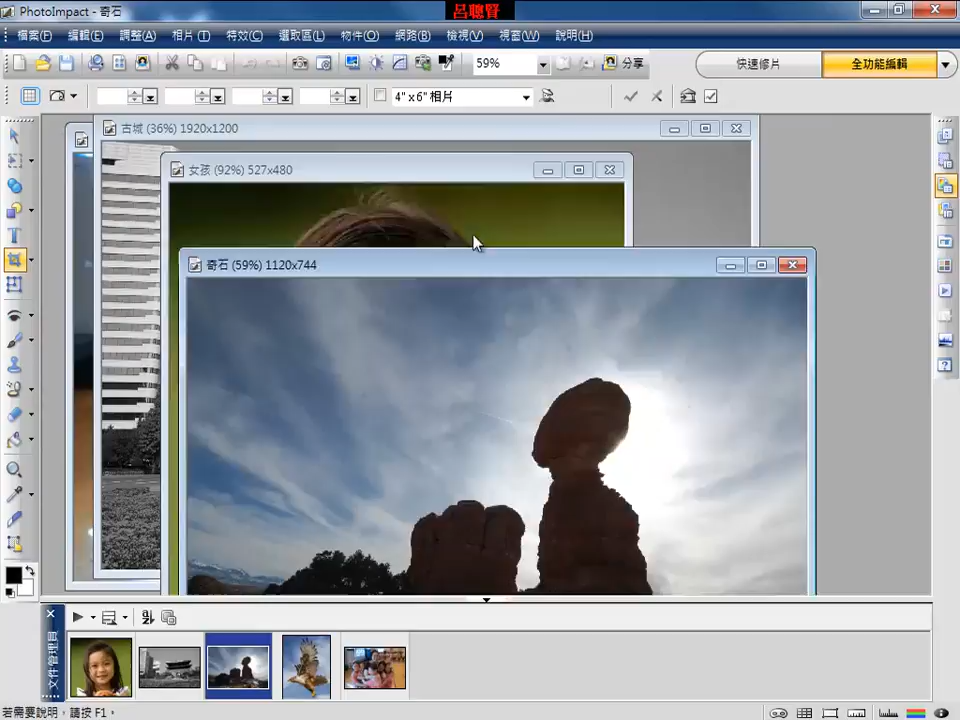 PhotoImpact - 奇石
呂聰賢
檔案(F) 編輯(E) 調整(A) 相片(I) 特效(C) 選取區(L) 物件(O) 網路(B) 檢視(V) 視窗(W) 說明(H)
59% 分享 快速修片 全功能編輯
4"x6"相片
古城 (36%) 1920x1200
女孩 (92%) 527x480
奇石 (59%) 1120x744
文件管理員
若需要說明，請按 F1。